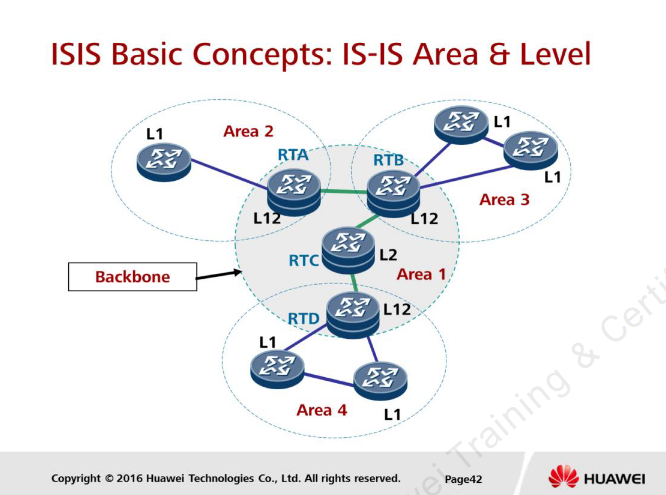 ISIS Basic Concepts: IS-IS Area & Level
L1
Area 2
RTA
RTB
L1
L1
Area 3
L12
L12
RTC
L2
Area 1
Backbone
RTD
L12
L1
Area 4
L1
Training & Certi
Copyright © 2016 Huawei Technologies Co., Ltd. All rights reserved.
Page42
HUAWEI